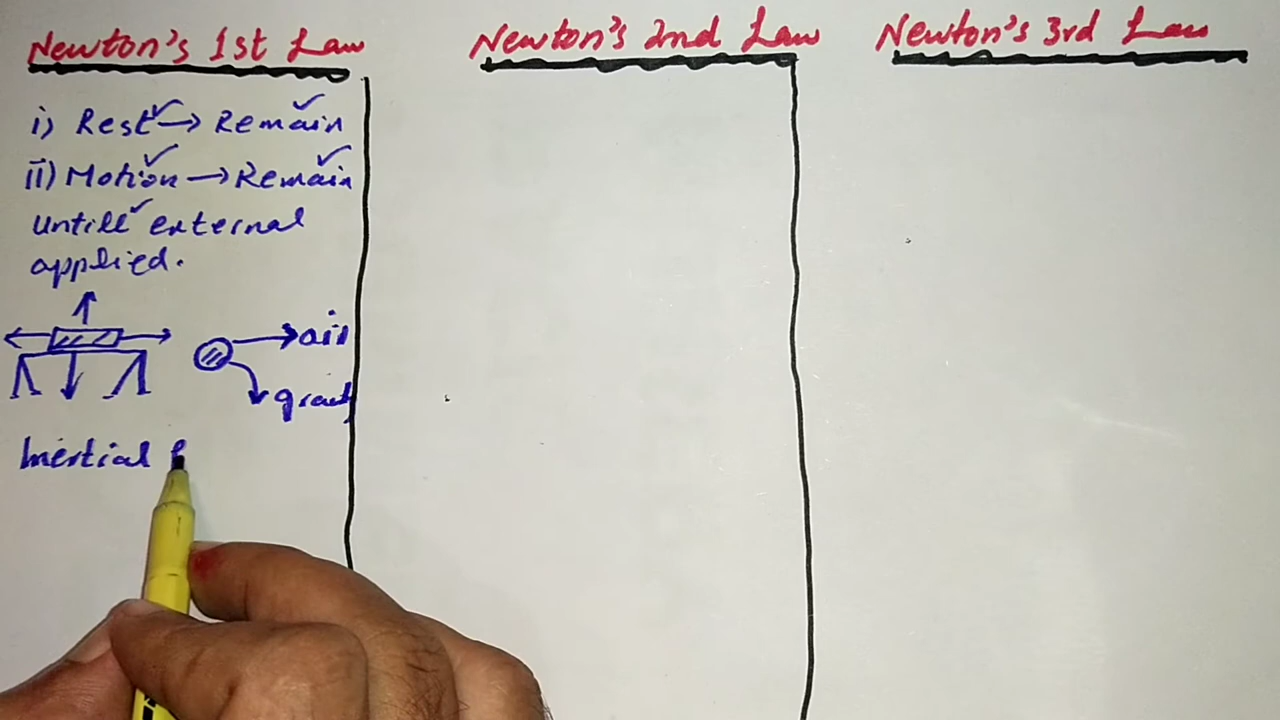 Newton's 1st Law
Newton's 2nd Law
Newton's 3rd Law
i) Rest → Remain
ii) Motion → Remain
Untill external
applied.
air
Inertial